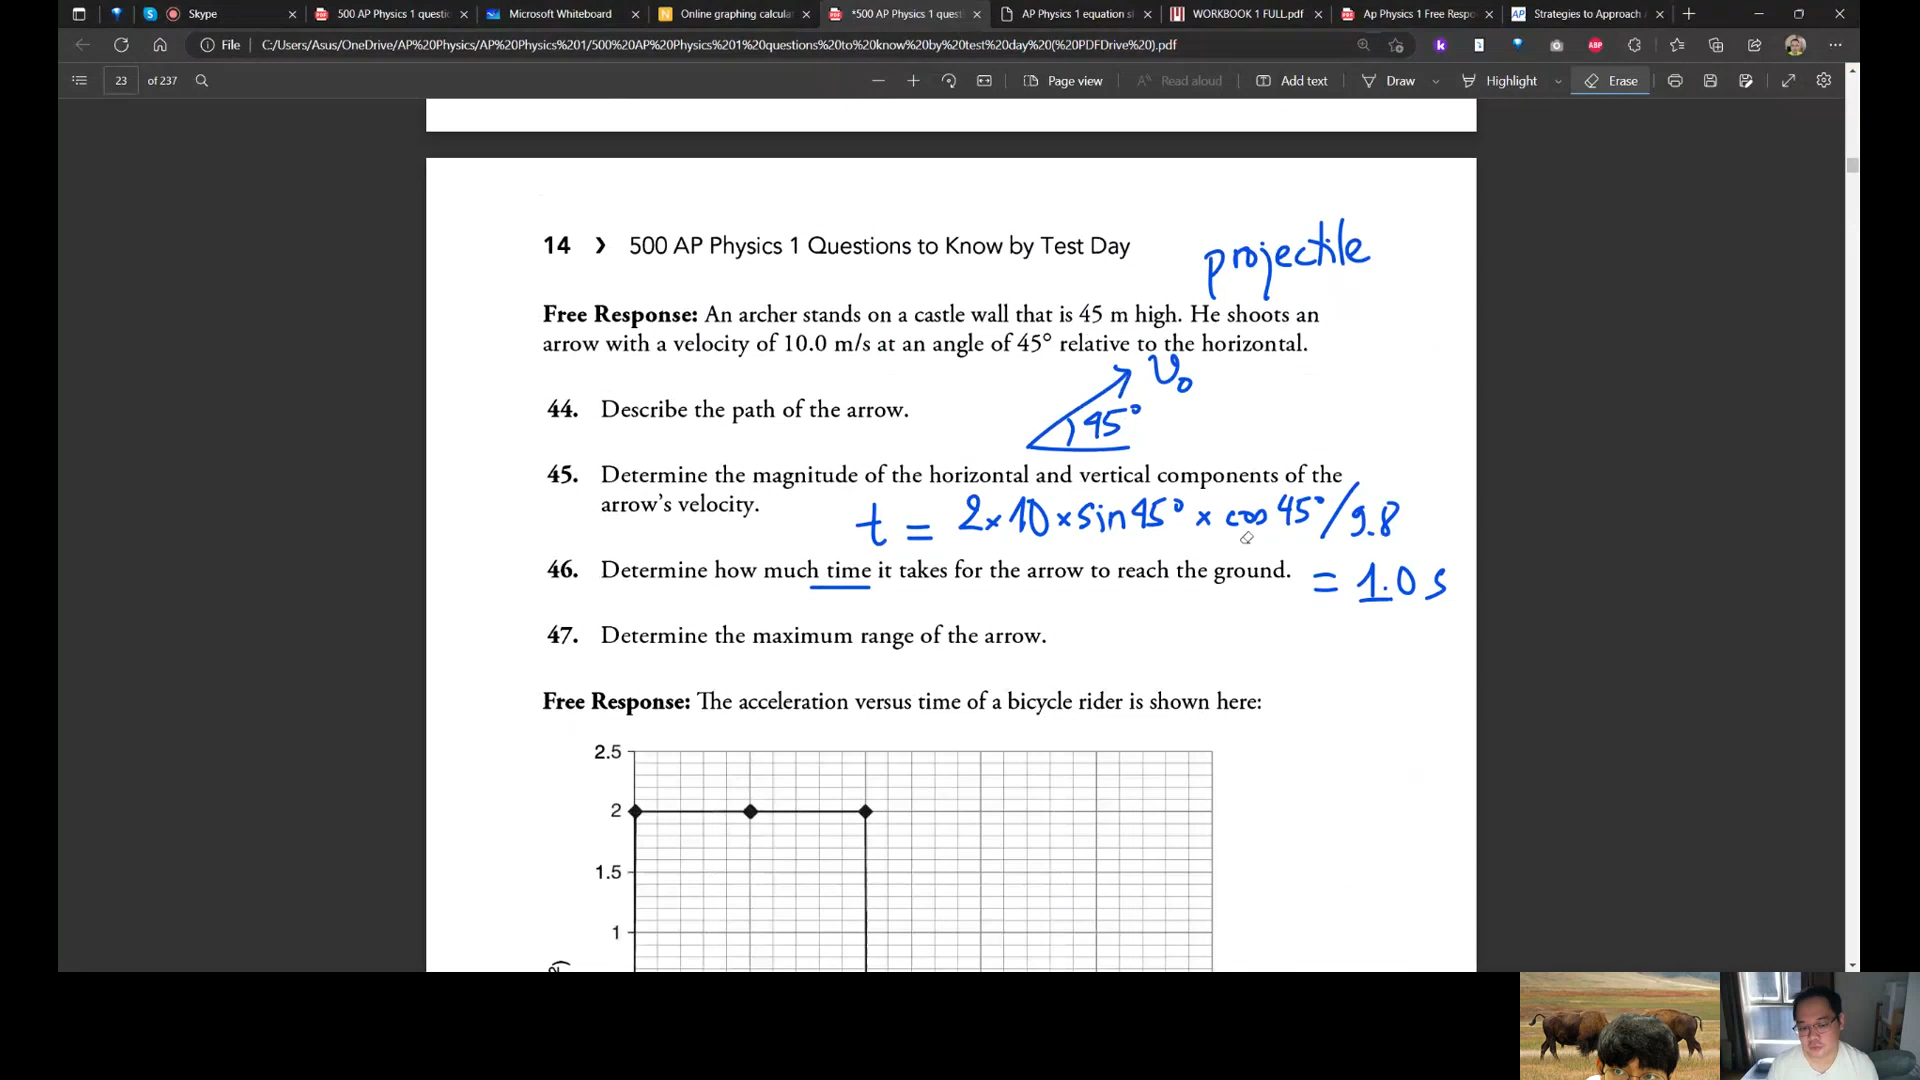 Skype
500 AP Physics 1 questio
Microsoft Whiteboard
Online graphing calcula
*500 AP Physics 1 quest
AP Physics 1 equation s
WORKBOOK 1 FULL.pdf
Ap Physics 1 Free Respo
Strategies to Approach
File
C:/Users/Asus/OneDrive/AP%20Physics/AP%20Physics%201/500%20AP%20Physics%201%20questions%20to%20know%20by%20test%20day%20(%20PDFDrive%20).pdf
23 of 237
Page view
Read aloud
Add text
Draw
Highlight
Erase
14 ❯ 500 AP Physics 1 Questions to Know by Test Day
projectile
Free Response: An archer stands on a castle wall that is 45 m high. He shoots an
arrow with a velocity of 10.0 m/s at an angle of 45° relative to the horizontal.
v₀
44. Describe the path of the arrow.
45°
45. Determine the magnitude of the horizontal and vertical components of the
arrow's velocity.
t = 2×10×sin45°×cos45°/9.8
46. Determine how much time it takes for the arrow to reach the ground.
= 1.0 s
47. Determine the maximum range of the arrow.
Free Response: The acceleration versus time of a bicycle rider is shown here:
2.5
2
1.5
1